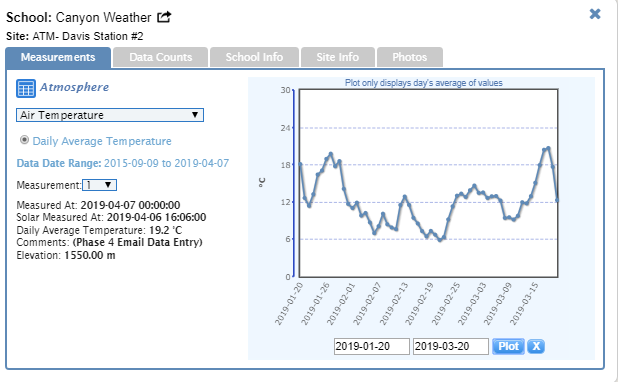 School: Canyon Weather
Site: ATM- Davis Station #2
Measurements Data Counts School Info Site Info Photos
Atmosphere
Air Temperature
Daily Average Temperature
Data Date Range: 2015-09-09 to 2019-04-07
Measurement: 1
Measured At: 2019-04-07 00:00:00
Solar Measured At: 2019-04-06 16:06:00
Daily Average Temperature: 19.2 °C
Comments: (Phase 4 Email Data Entry)
Elevation: 1550.00 m
Plot only displays day's average of values
30
24
18
12
6
0
°C
2019-01-20
2019-01-26
2019-02-01
2019-02-07
2019-02-13
2019-02-19
2019-02-25
2019-03-03
2019-03-09
2019-03-15
2019-01-20 2019-03-20 Plot X